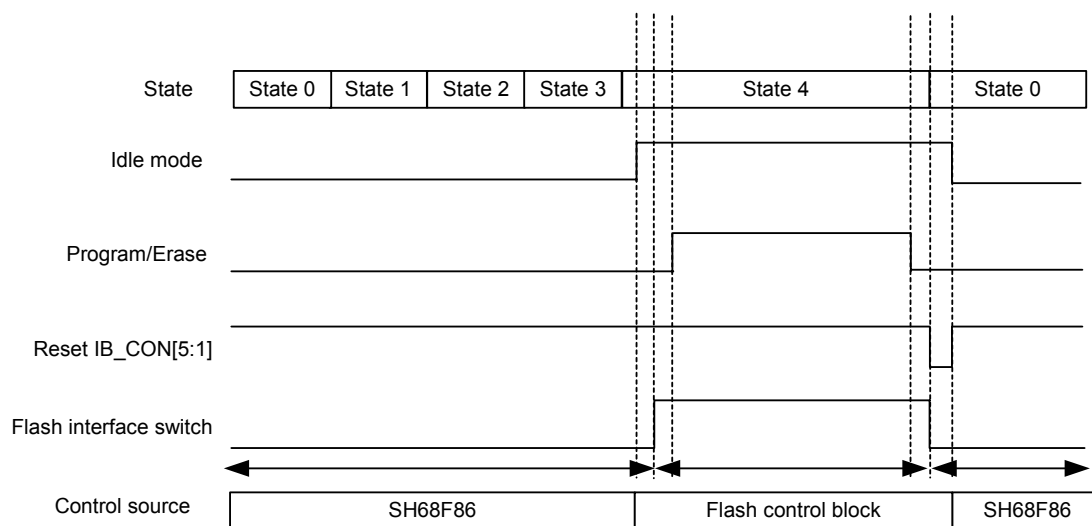 State State 0 State 1 State 2 State 3 State 4 State 0
Idle mode
Program/Erase
Reset IB_CON[5:1]
Flash interface switch
Control source SH68F86 Flash control block SH68F86